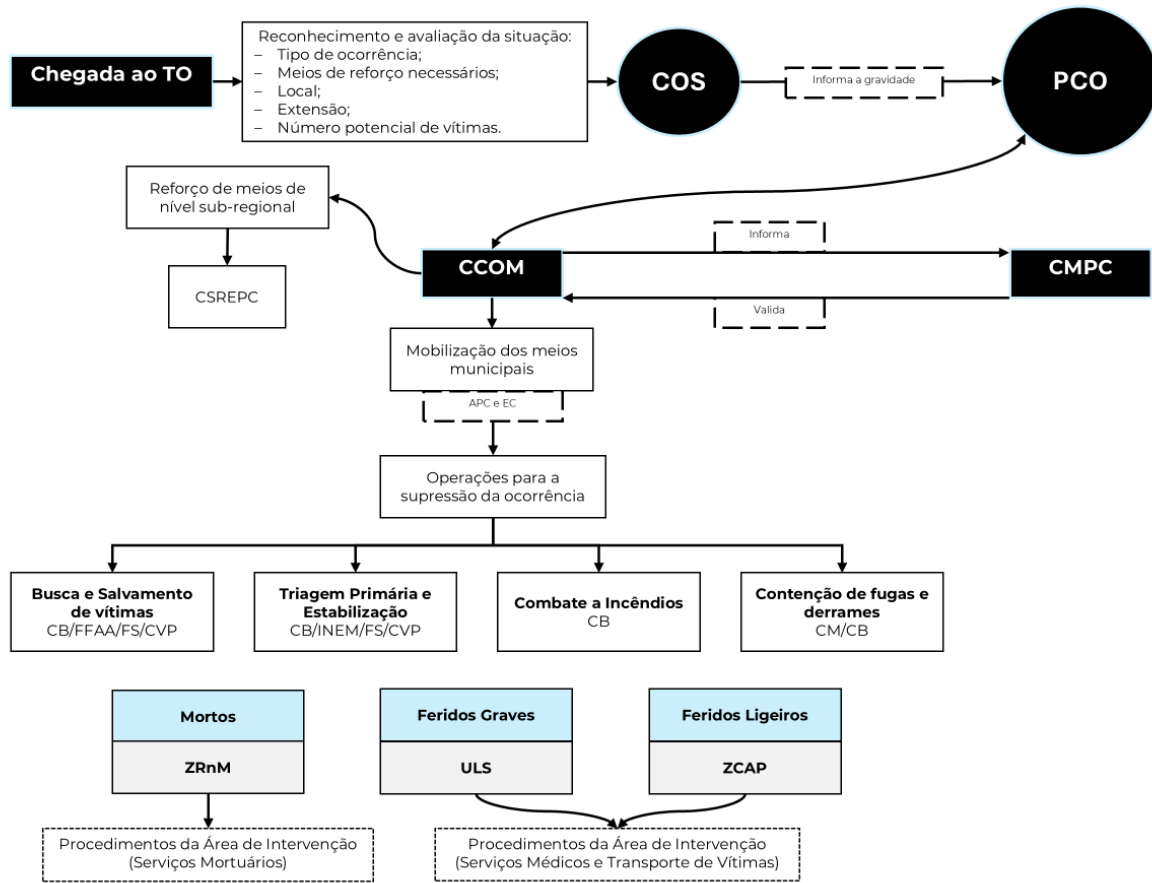 Chegada ao TO
Reconhecimento e avaliação da situação:
– Tipo de ocorrência;
– Meios de reforço necessários;
– Local;
– Extensão;
– Número potencial de vítimas.
COS
Informa a gravidade
PCO
Reforço de meios de
nível sub-regional
CSREPC
CCOM
Informa
CMPC
Valida
Mobilização dos meios
municipais
APC e EC
Operações para a
supressão da ocorrência
Busca e Salvamento
de vítimas
CB/FFAA/FS/CVP
Triagem Primária e
Estabilização
CB/INEM/FS/CVP
Combate a Incêndios
CB
Contenção de fugas e
derrames
CM/CB
Mortos
ZRnM
Feridos Graves
ULS
Feridos Ligeiros
ZCAP
Procedimentos da Área de Intervenção
(Serviços Mortuários)
Procedimentos da Área de Intervenção
(Serviços Médicos e Transporte de Vítimas)